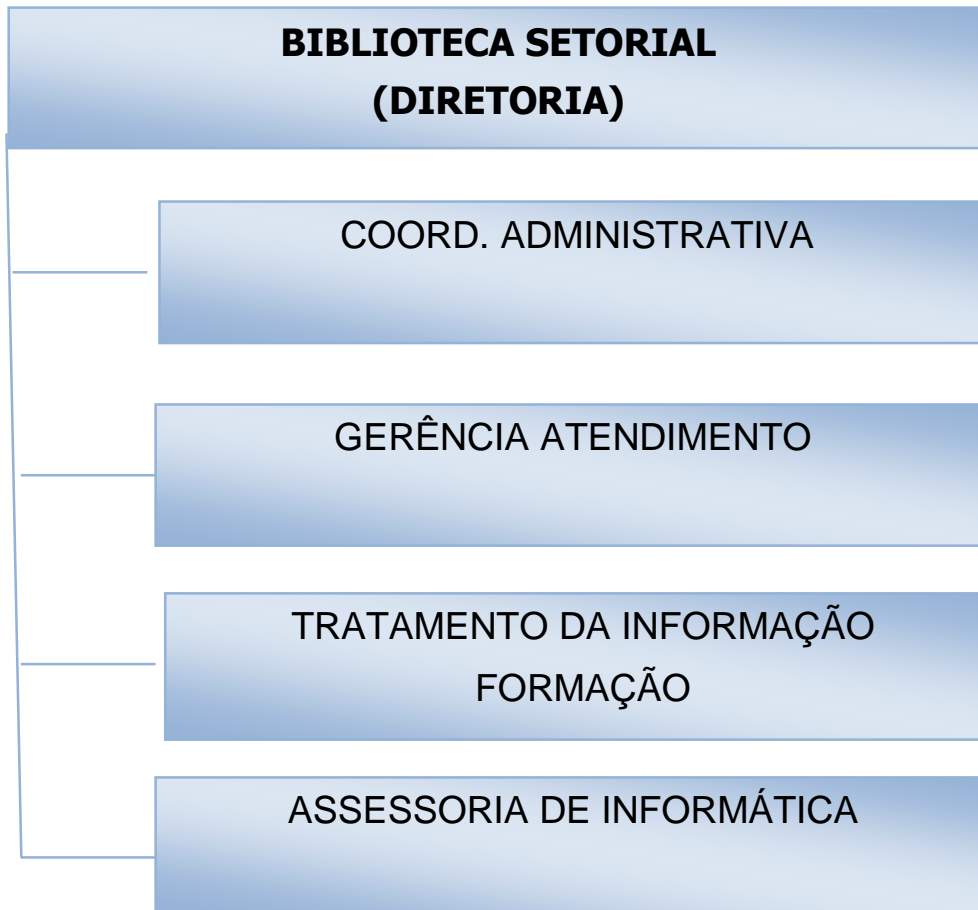 BIBLIOTECA SETORIAL
(DIRETORIA)
COORD. ADMINISTRATIVA
GERÊNCIA ATENDIMENTO
TRATAMENTO DA INFORMAÇÃO
FORMAÇÃO
ASSESSORIA DE INFORMÁTICA